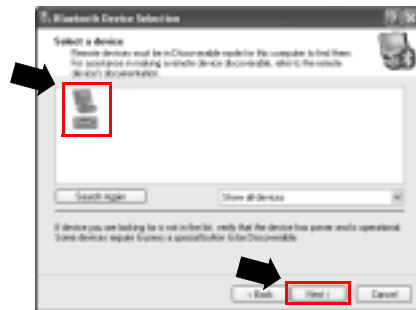 Bluetooth Device Selection
Select a device
Remote devices must be in Discoverable mode for this computer to find them.
For assistance in making a remote device discoverable, refer to the remote
device's documentation.
Search Again
Show all devices
If device you are looking for is not in the list, verify that the device has power and is operational.
Some devices require to press a special button to be Discoverable.
< Back
Next >
Cancel